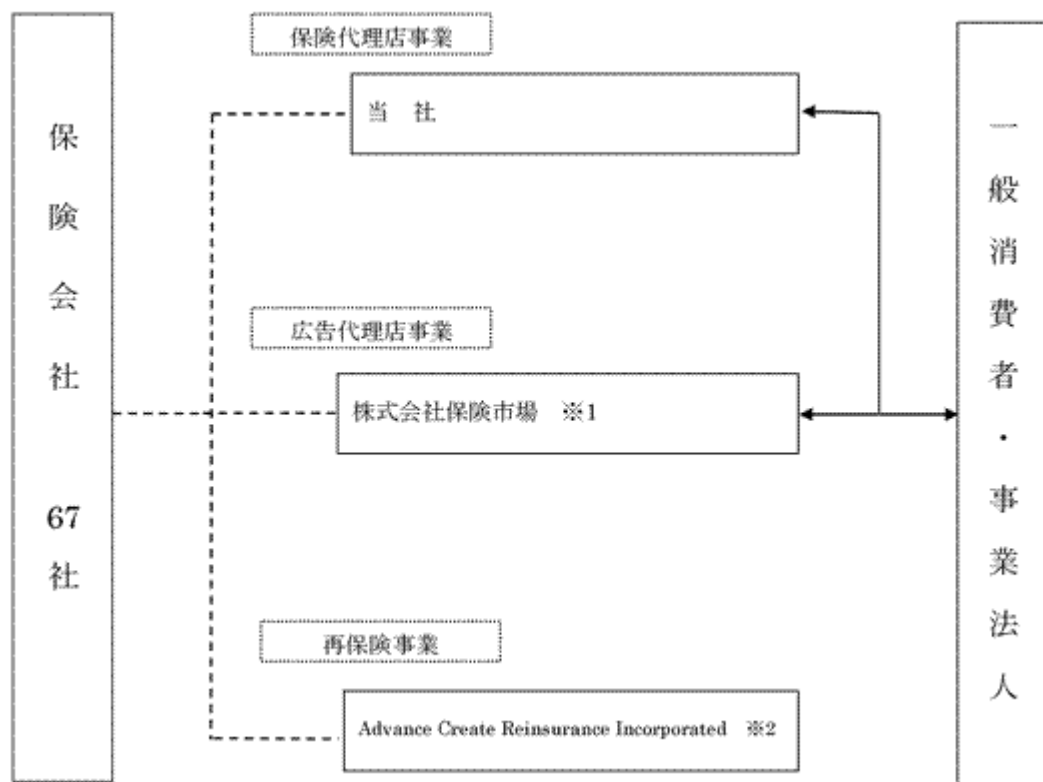 保険会社 67社
保険代理店事業
当 社
広告代理店事業
株式会社保険市場 ※1
再保険事業
Advance Create Reinsurance Incorporated ※2
一般消費者・事業法人